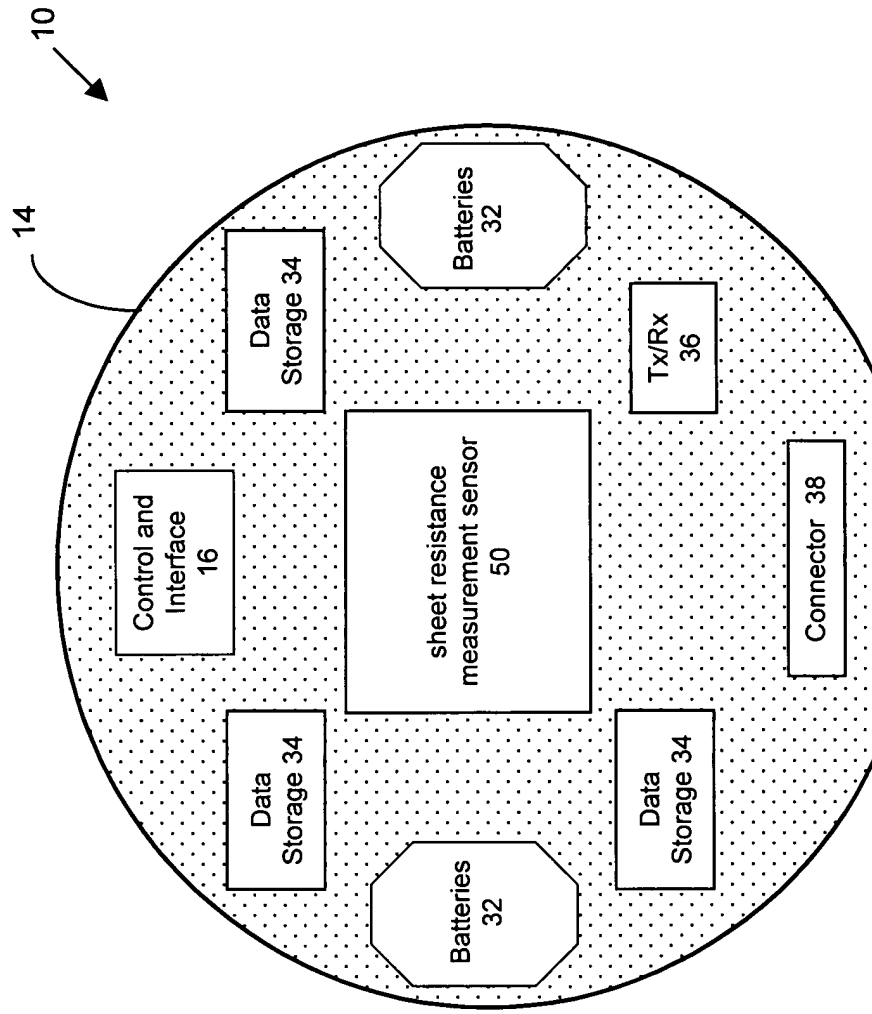 14
10
Control and
Interface
16
Data
Storage 34
Data
Storage 34
Batteries
32
sheet resistance
measurement sensor
50
Batteries
32
Data
Storage 34
Tx/Rx
36
Connector 38